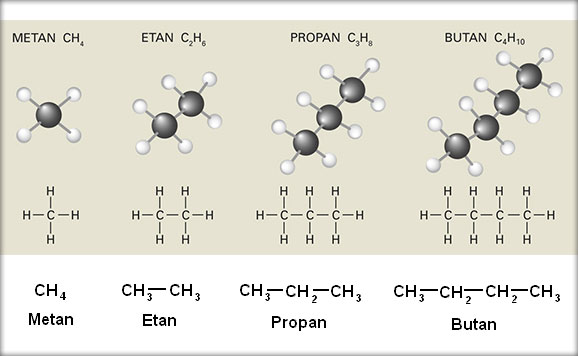 METAN CH₄ ETAN C₂H₆ PROPAN C₃H₈ BUTAN C₄H₁₀
H H H H H H H H H H
H–C–H H–C–C–H H–C–C–C–H H–C–C–C–C–H
H H H H H H H H H H
CH₄ CH₃–CH₃ CH₃–CH₂–CH₃ CH₃–CH₂–CH₂–CH₃
Metan Etan Propan Butan